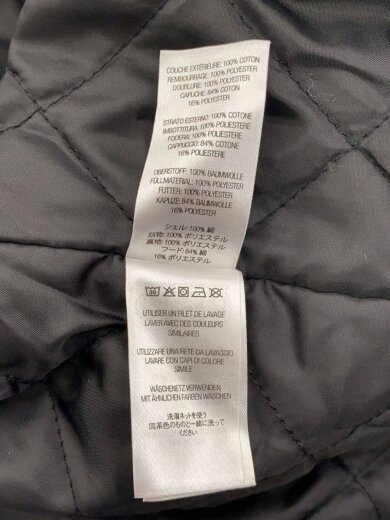 COUCHE EXTÉRIEURE: 100% COTON
REMBOURRAGE: 100% POLYESTER
DOUBLURE: 100% POLYESTER
CAPUCHE: 84% COTON
16% POLYESTER
STRATO ESTERNO: 100% COTONE
IMBOTTITURA: 100% POLIESTERE
FODERA: 100% POLIESTERE
CAPPUCCIO: 84% COTONE
16% POLIESTERE
OBERSTOFF: 100% BAUMWOLLE
FÜLLMATERIAL: 100% POLYESTER
FUTTER: 100% POLYESTER
KAPUZE: 84% BAUMWOLLE
16% POLYESTER
シェル: 100% 綿
詰物: 100% ポリエステル
裏地: 100% ポリエステル
フード: 84% 綿
16% ポリエステル
30
UTILISER UN FILET DE LAVAGE
LAVER AVEC DES COULEURS
SIMILAIRES
UTILIZZARE UNA RETE DA LAVAGGIO
LAVARE CON CAPI DI COLORE
SIMILE
WÄSCHENETZ VERWENDEN
MIT ÄHNLICHEN FARBEN WASCHEN
洗濯ネットを使う
同系色のものと一緒に洗って
ください